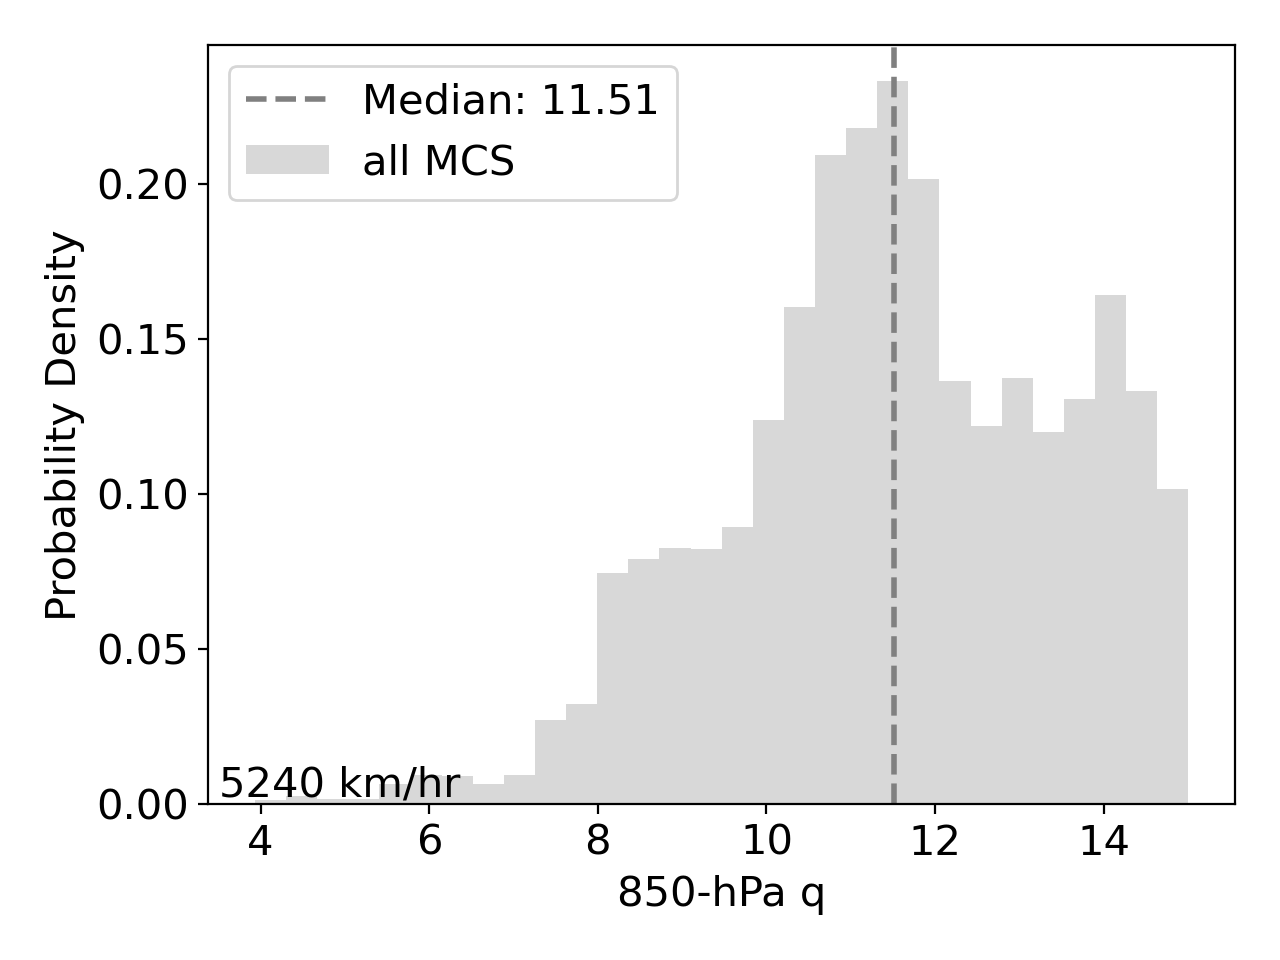 Median: 11.51
all MCS
0.20
0.15
0.10
0.05
0.00
Probability Density
5240 km/hr
4 6 8 10 12 14
850-hPa q